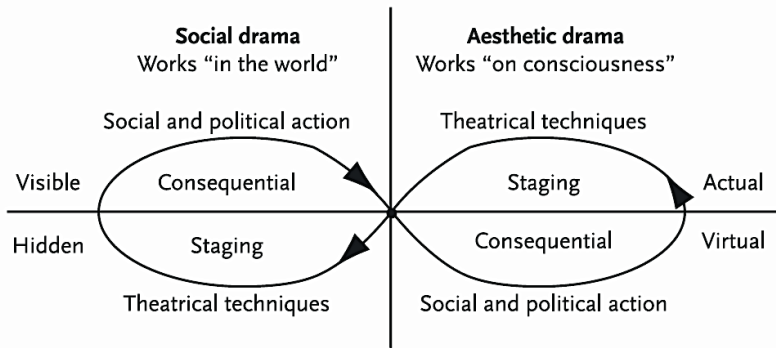 Social drama
Works “in the world”
Aesthetic drama
Works “on consciousness”
Social and political action
Theatrical techniques
Visible
Consequential
Staging
Actual
Hidden
Staging
Consequential
Virtual
Theatrical techniques
Social and political action